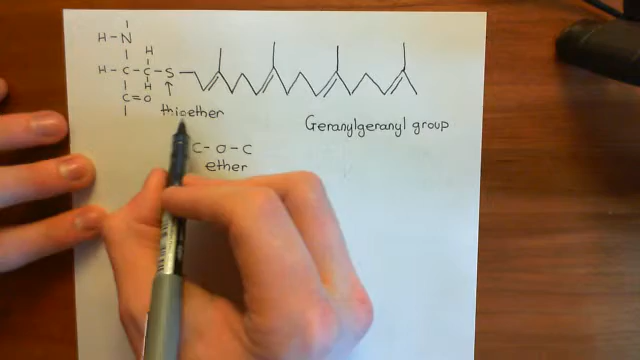 H-N
H
H-C-C-S
H
C=O
thioether
Geranylgeranyl group
C-O-C
ether